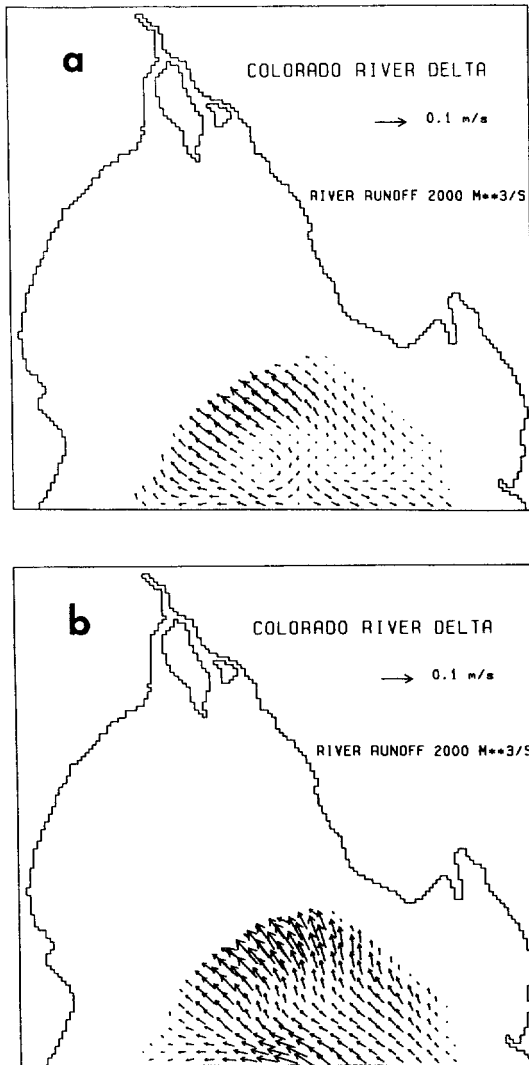 a
COLORADO RIVER DELTA
0.1 m/s
RIVER RUNOFF 2000 M**3/S
b
COLORADO RIVER DELTA
0.1 m/s
RIVER RUNOFF 2000 M**3/S